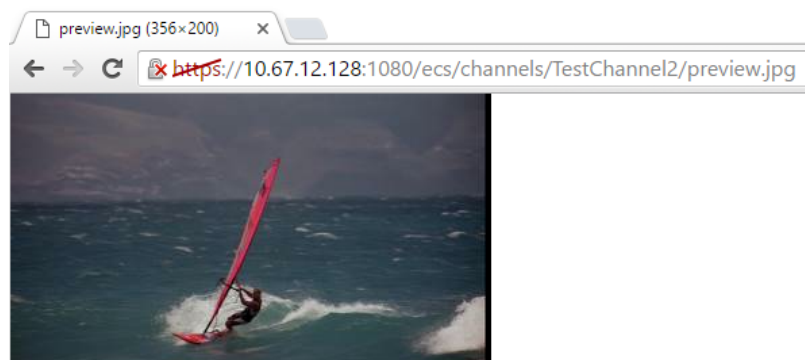 preview.jpg (356×200)
https://10.67.12.128:1080/ecs/channels/TestChannel2/preview.jpg